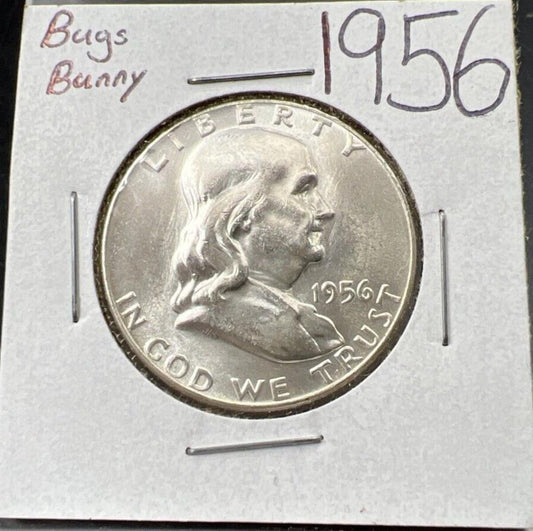 Bugs
Bunny
1956
LIBERTY
1956
IN GOD WE TRUST